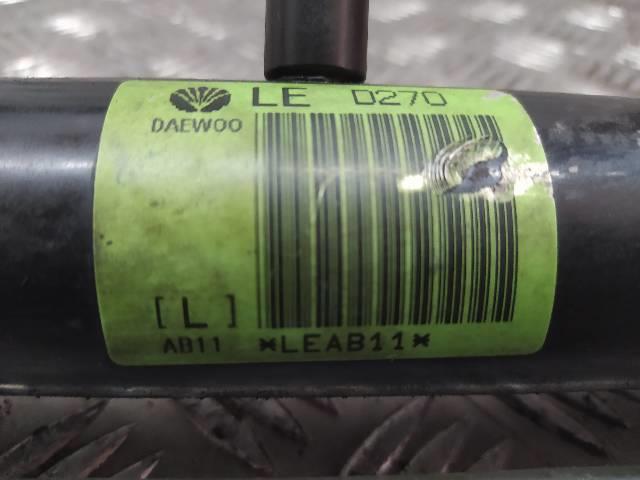 LE D270
DAEWOO
[L]
AB11 *LEAB11*